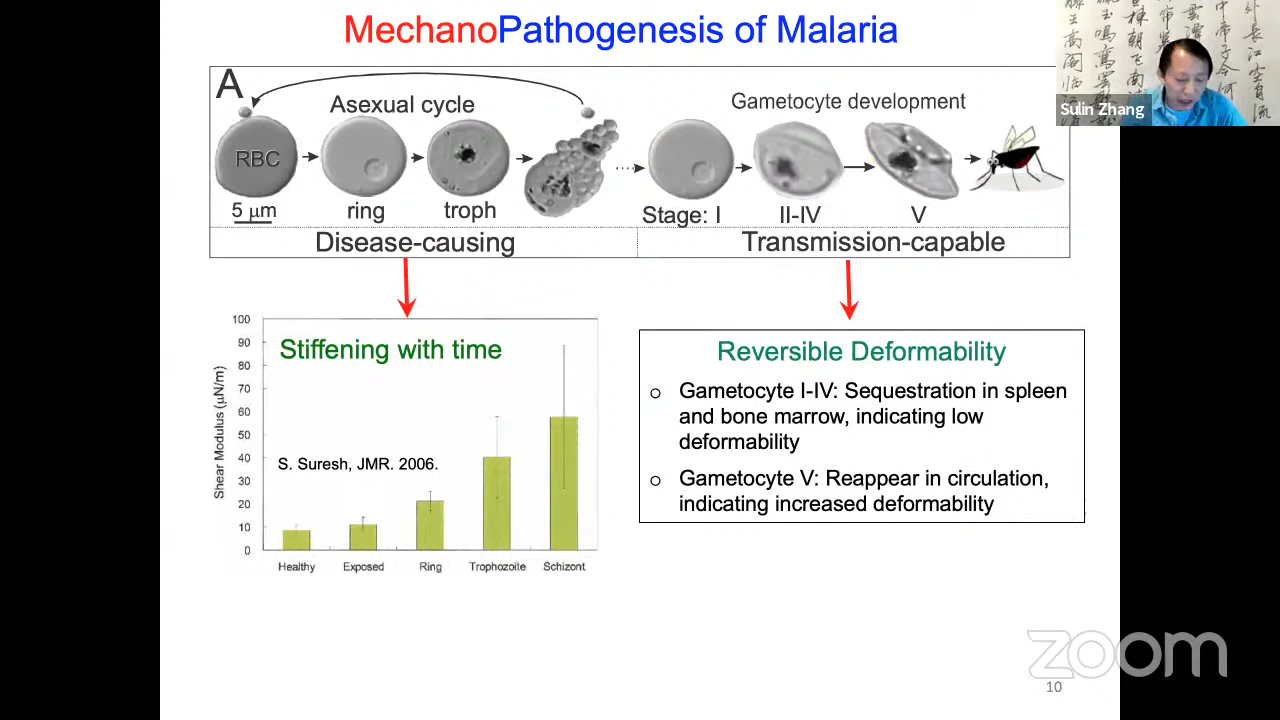 MechanoPathogenesis of Malaria
A
Asexual cycle
Gametocyte development
RBC
5 μm
ring
troph
Stage: I
II-IV
V
Disease-causing
Transmission-capable
Sulin Zhang
Stiffening with time
S. Suresh, JMR. 2006.
Shear Modulus (μN/m)
100
90
80
70
60
50
40
30
20
10
0
Healthy
Exposed
Ring
Trophozoite
Schizont
Reversible Deformability
o Gametocyte I-IV: Sequestration in spleen
and bone marrow, indicating low
deformability
o Gametocyte V: Reappear in circulation,
indicating increased deformability
zoom
10